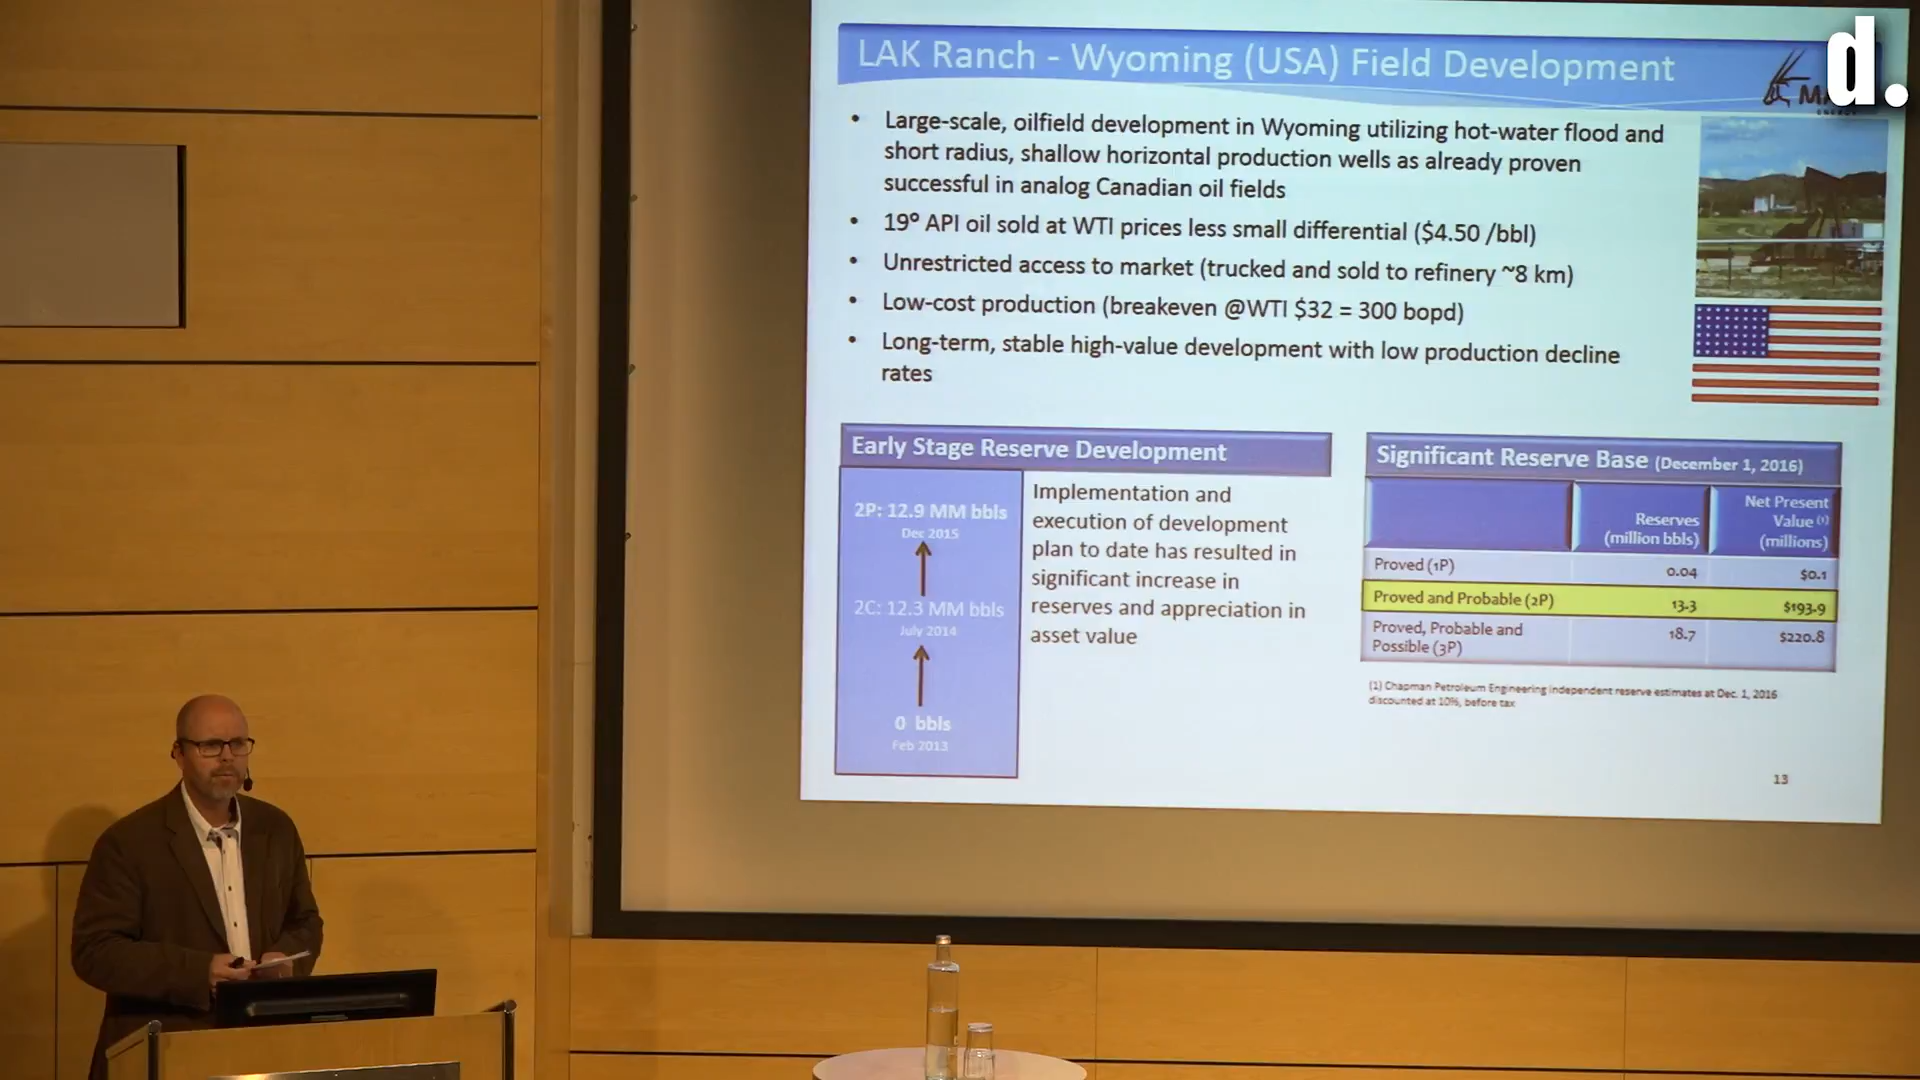 LAK Ranch - Wyoming (USA) Field Development
d.
• Large-scale, oilfield development in Wyoming utilizing hot-water flood and
short radius, shallow horizontal production wells as already proven
successful in analog Canadian oil fields
• 19º API oil sold at WTI prices less small differential ($4.50 /bbl)
• Unrestricted access to market (trucked and sold to refinery ~8 km)
• Low-cost production (breakeven @WTI $32 = 300 bopd)
• Long-term, stable high-value development with low production decline
rates
Early Stage Reserve Development
2P: 12.9 MM bbls
Dec 2015
2C: 12.3 MM bbls
July 2014
0 bbls
Feb 2013
Implementation and
execution of development
plan to date has resulted in
significant increase in
reserves and appreciation in
asset value
Significant Reserve Base (December 1, 2016)
Reserves
(million bbls)
Net Present
Value (1)
(millions)
Proved (1P) 0.04 $0.1
Proved and Probable (2P) 13.3 $193.9
Proved, Probable and
Possible (3P) 18.7 $220.8
(1) Chapman Petroleum Engineering independent reserve estimates at Dec. 1, 2016
discounted at 10%, before tax
13